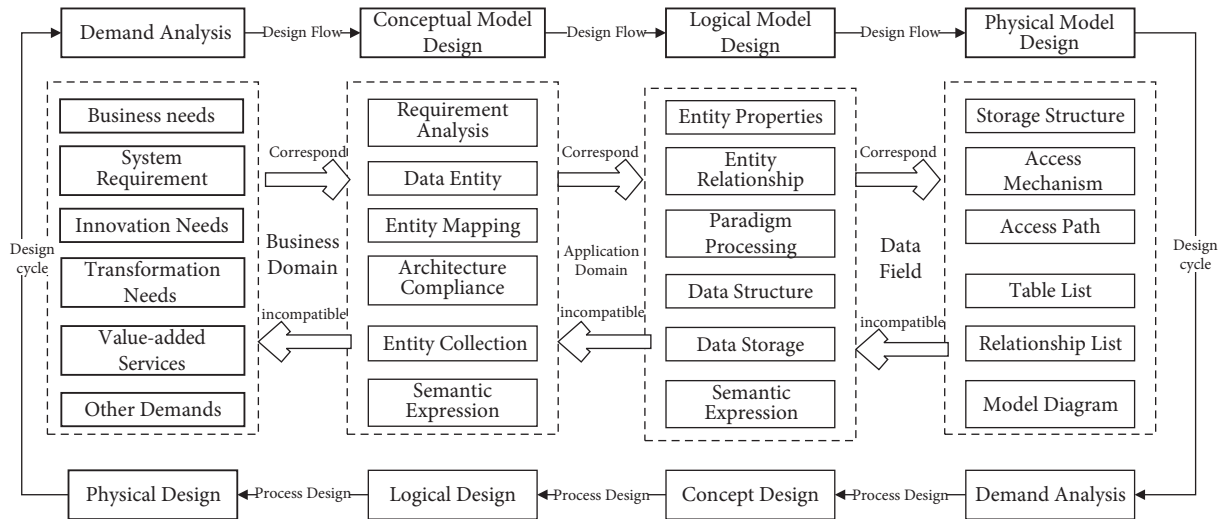 Demand Analysis
Design Flow
Conceptual Model
Design
Design Flow
Logical Model
Design
Design Flow
Physical Model
Design
Business needs
System
Requirement
Innovation Needs
Transformation
Needs
Value-added
Services
Other Demands
Correspond
Business
Domain
incompatible
Requirement
Analysis
Data Entity
Entity Mapping
Architecture
Compliance
Entity Collection
Semantic
Expression
Correspond
Application
Domain
incompatible
Entity Properties
Entity
Relationship
Paradigm
Processing
Data Structure
Data Storage
Semantic
Expression
Correspond
Data
Field
incompatible
Storage Structure
Access
Mechanism
Access Path
Table List
Relationship List
Model Diagram
Design
cycle
Design
cycle
Physical Design
Process Design
Logical Design
Process Design
Concept Design
Process Design
Demand Analysis